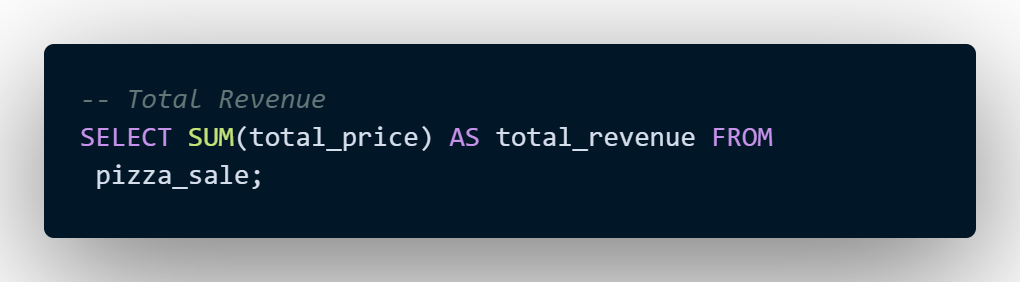 -- Total Revenue
SELECT SUM(total_price) AS total_revenue FROM
pizza_sale;